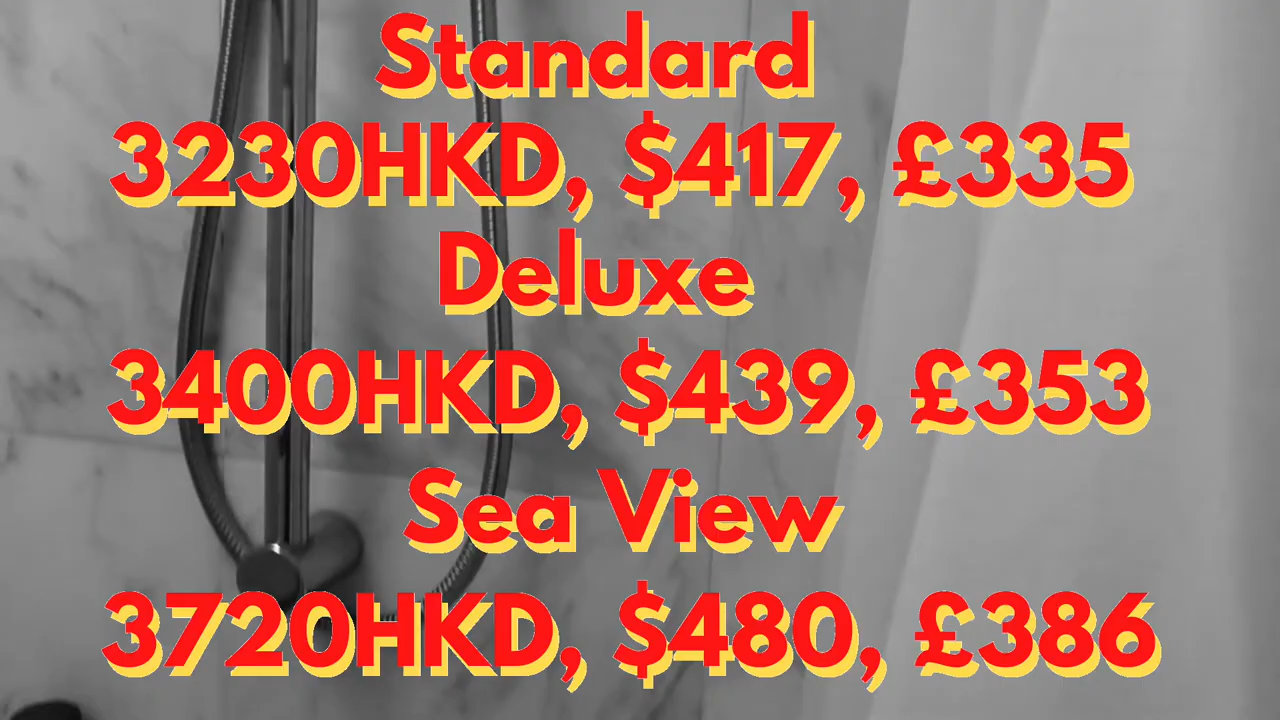 Standard
3230HKD, $417, £335
Deluxe
3400HKD, $439, £353
Sea View
3720HKD, $480, £386